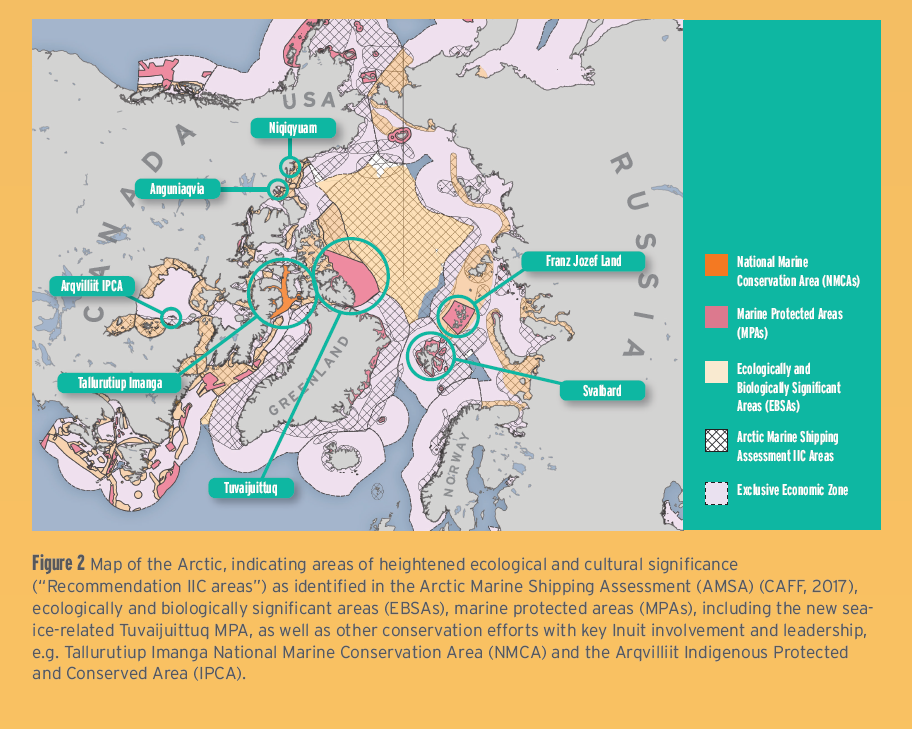 USA
CANADA
RUSSIA
Niqiqyuam
Anguniaqvia
Arqvilliit IPCA
Franz Jozef Land
Tallurutiup Imanga
GREENLAND
Svalbard
NORWAY
Tuvaijuittuq
National Marine
Conservation Area (NMCAs)
Marine Protected Areas
(MPAs)
Ecologically and
Biologically Significant
Areas (EBSAs)
Arctic Marine Shipping
Assessment IIC Areas
Exclusive Economic Zone
Figure 2 Map of the Arctic, indicating areas of heightened ecological and cultural significance
(“Recommendation IIC areas”) as identified in the Arctic Marine Shipping Assessment (AMSA) (CAFF, 2017),
ecologically and biologically significant areas (EBSAs), marine protected areas (MPAs), including the new sea-
ice-related Tuvaijuittuq MPA, as well as other conservation efforts with key Inuit involvement and leadership,
e.g. Tallurutiup Imanga National Marine Conservation Area (NMCA) and the Arqvilliit Indigenous Protected
and Conserved Area (IPCA).